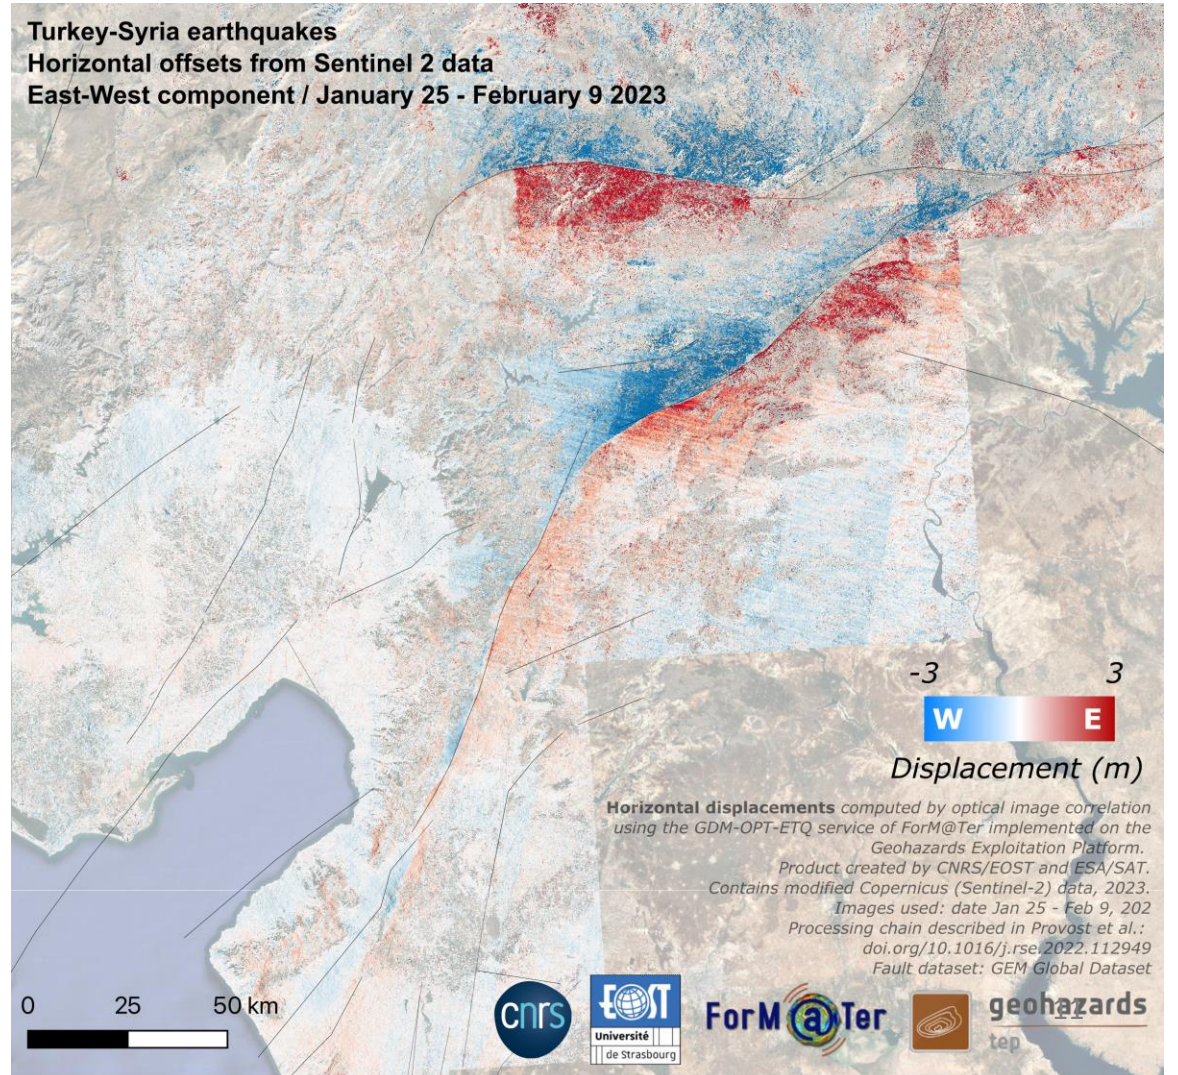 Turkey-Syria earthquakes
Horizontal offsets from Sentinel 2 data
East-West component / January 25 - February 9 2023
-3 3
W E
Displacement (m)
Horizontal displacements computed by optical image correlation
using the GDM-OPT-ETQ service of ForM@Ter implemented on the
Geohazards Exploitation Platform.
Product created by CNRS/EOST and ESA/SAT.
Contains modified Copernicus (Sentinel-2) data, 2023.
Images used: date Jan 25 - Feb 9, 202
Processing chain described in Provost et al.:
doi.org/10.1016/j.rse.2022.112949
Fault dataset: GEM Global Dataset
0 25 50 km
cnrs
EOST
Université
de Strasbourg
ForM@Ter
geohazards
tep
11